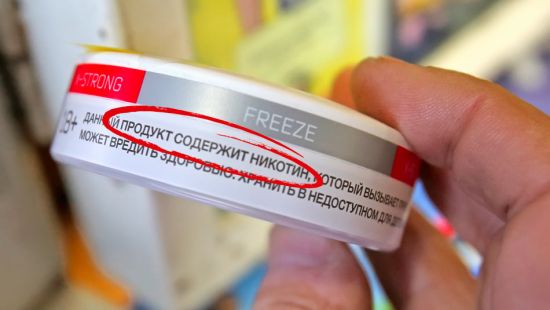 -STRONG FREEZE
18+ ДАННЫЙ ПРОДУКТ СОДЕРЖИТ НИКОТИН, КОТОРЫЙ ВЫЗЫВАЕТ
МОЖЕТ ВРЕДИТЬ ЗДОРОВЬЮ. ХРАНИТЬ В НЕДОСТУПНОМ ДЛЯ